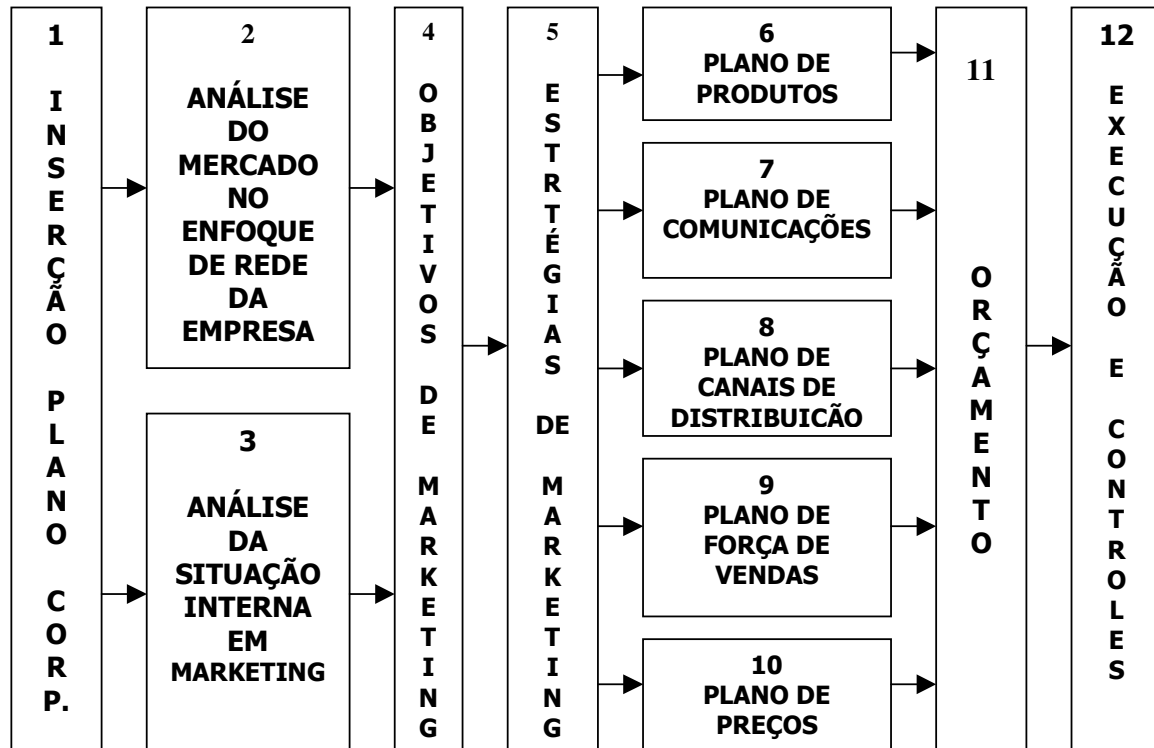 1
INSERÇÃO PLANO CORP.
2
ANÁLISE
DO
MERCADO
NO
ENFOQUE
DE REDE
DA
EMPRESA
3
ANÁLISE
DA
SITUAÇÃO
INTERNA
EM
MARKETING
4
OBJETIVOS DE MARKETING
5
ESTRTÉGIAS DE MARKETING
6
PLANO DE
PRODUTOS
7
PLANO DE
COMUNICAÇÕES
8
PLANO DE
CANAIS DE
DISTRIBUICÃO
9
PLANO DE
FORÇA DE
VENDAS
10
PLANO DE
PREÇOS
11
ORÇAMENTO
12
EXECUÇÃO E CONTROLES